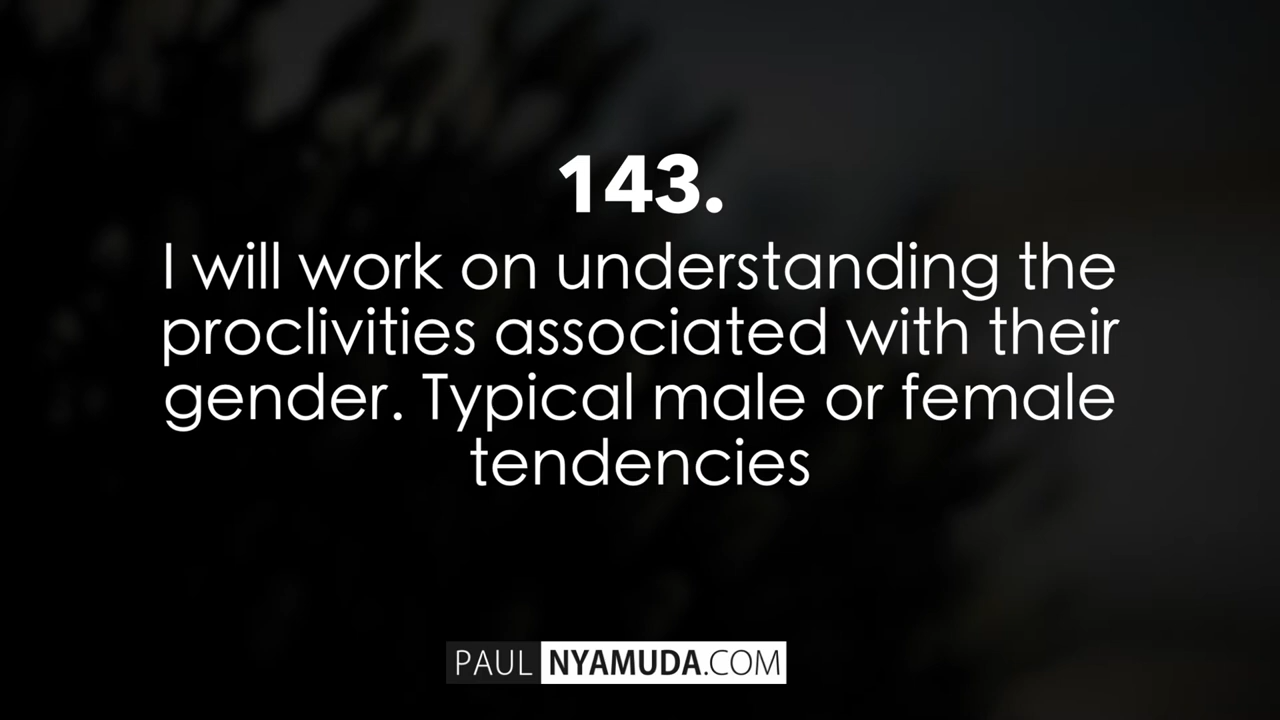 143.
I will work on understanding the
proclivities associated with their
gender. Typical male or female
tendencies
PAUL NYAMUDA.COM